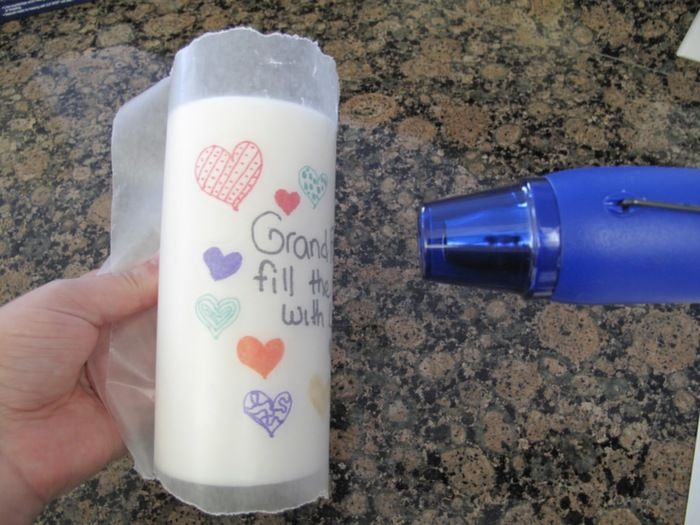 Grand
fill the
with